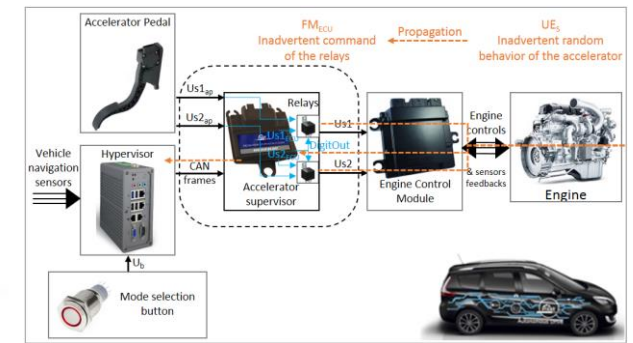 Accelerator Pedal
FM_ECU
Inadvertent command
of the relays
Propagation
UE_S
Inadvertent random
behavior of the accelerator
Us1_ap
Us2_ap
Relays
Us1
Us1
DigitOut
Us2
Us2
Vehicle
navigation
sensors
Hypervisor
CAN
frames
Accelerator
supervisor
Engine Control
Module
Engine
controls
& sensors
feedbacks
Engine
U_b
Mode selection
button